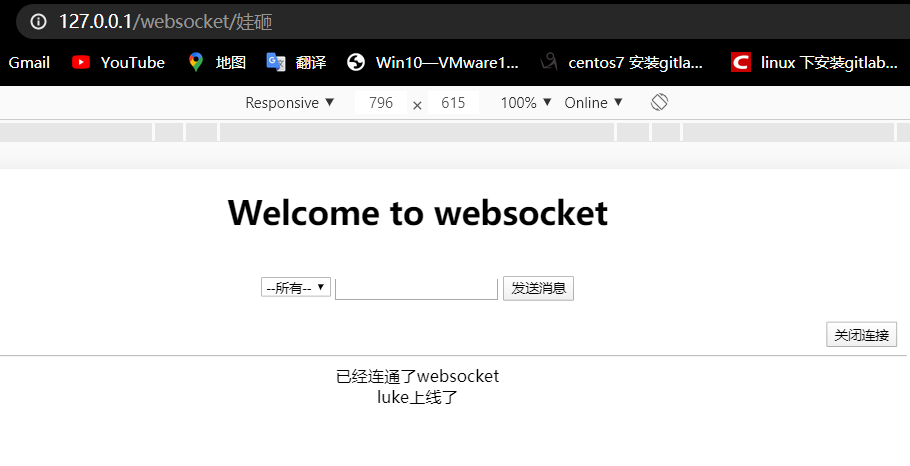 127.0.0.1/websocket/娃砸
Gmail YouTube 地图 翻译 Win10—VMware1... centos7 安装gitla... linux 下安装gitlab...
Responsive ▼ 796 × 615 100% ▼ Online ▼
Welcome to websocket
--所有-- ▼ 发送消息
关闭连接
已经连通了websocket
luke上线了